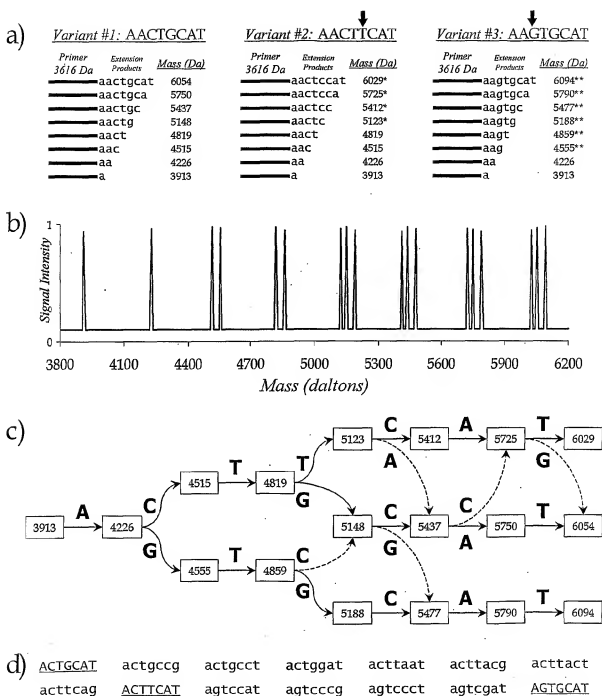 a)
Variant #1: AACTGCAT
Primer 3616 Da Extension Products Mass (Da)
aactgcat 6054
aactgca 5750
aactgc 5437
aactg 5148
aact 4819
aac 4515
aa 4226
a 3913
Variant #2: AACTTCAT
Primer 3616 Da Extension Products Mass (Da)
aactccat 6029*
aactcca 5725*
aactcc 5412*
aactc 5123*
aact 4819
aac 4515
aa 4226
a 3913
Variant #3: AAGTGCAT
Primer 3616 Da Extension Products Mass (Da)
aagtgcat 6094**
aagtgca 5790**
aagtgc 5477**
aagtg 5188**
aagt 4859**
aag 4555**
aa 4226
a 3913
b)
Signal Intensity
1
0
3800 4100 4400 4700 5000 5300 5600 5900 6200
Mass (daltons)
c)
5123 C A 5412 A 5725 T G 6029
4515 T 4819 T G
3913 A 4226 C G
5148 C G 5437 C A 5750 T 6054
4555 T 4859 C G
5188 C 5477 A 5790 T 6094
d)
ACTGCAT actgccg actgcct actggat acttaat acttacg acttact
acttcag ACTTCAT agtccat agtcccg agtccct agtcgat AGTGCAT